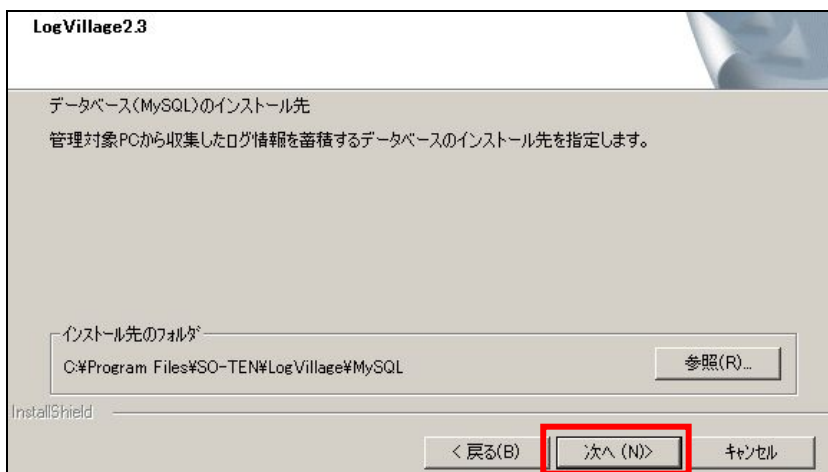 LogVillage2.3
データベース(MySQL)のインストール先
管理対象PCから収集したログ情報を蓄積するデータベースのインストール先を指定します。
インストール先のフォルダ
C:¥Program Files¥SO-TEN¥LogVillage¥MySQL
参照(R)...
InstallShield
< 戻る(B)
次へ (N)>
キャンセル